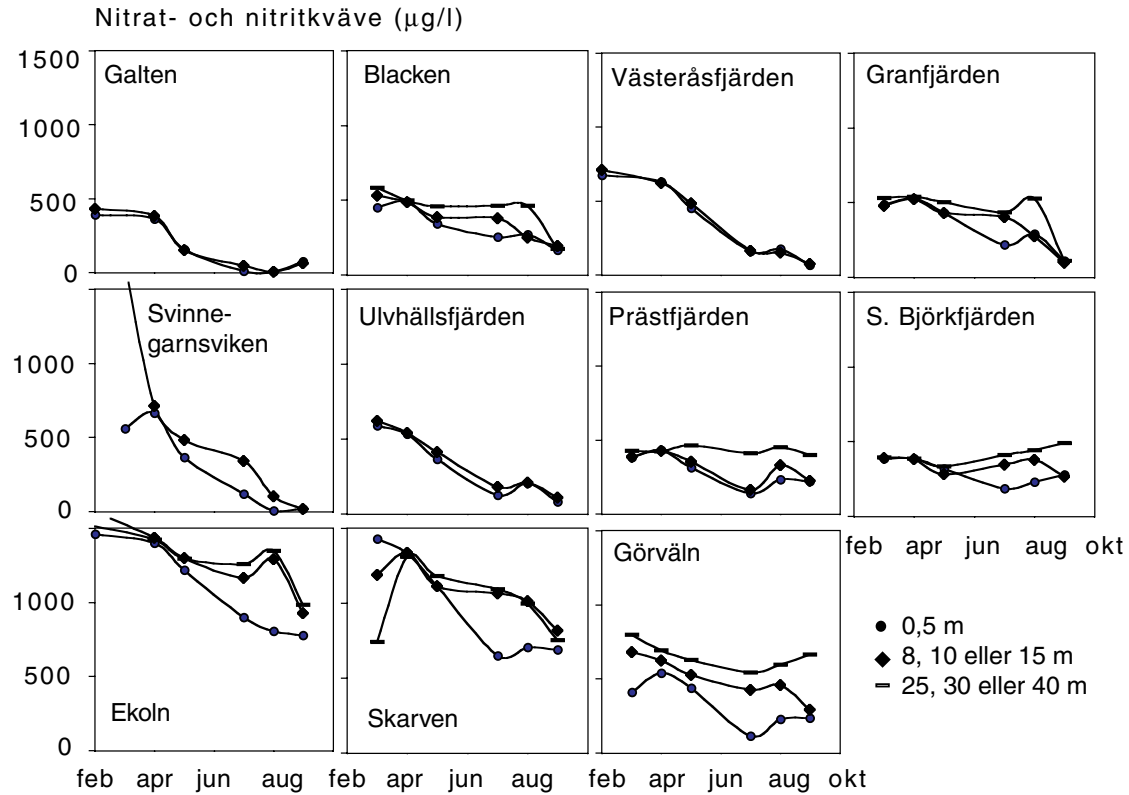 Nitrat- och nitritkväve (µg/l)
1500
1000
500
0
Galten
Blacken
Västeråsfjärden
Granfjärden
1000
500
0
Svinne-
garnsviken
Ulvhällsfjärden
Prästfjärden
S. Björkfjärden
feb apr jun aug okt
1000
500
0
Ekoln
Skarven
Görväln
0,5 m
8, 10 eller 15 m
25, 30 eller 40 m
feb apr jun aug feb apr jun aug feb apr jun aug okt